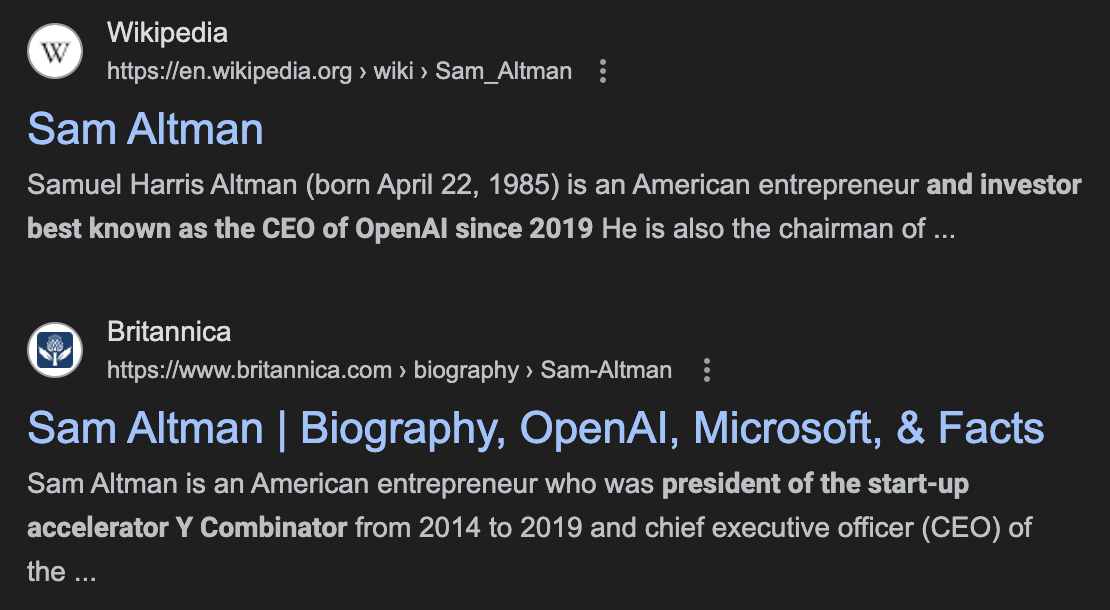 W
Wikipedia
https://en.wikipedia.org › wiki › Sam_Altman
Sam Altman
Samuel Harris Altman (born April 22, 1985) is an American entrepreneur and investor
best known as the CEO of OpenAI since 2019 He is also the chairman of ...
Britannica
https://www.britannica.com › biography › Sam-Altman
Sam Altman | Biography, OpenAI, Microsoft, & Facts
Sam Altman is an American entrepreneur who was president of the start-up
accelerator Y Combinator from 2014 to 2019 and chief executive officer (CEO) of
the ...